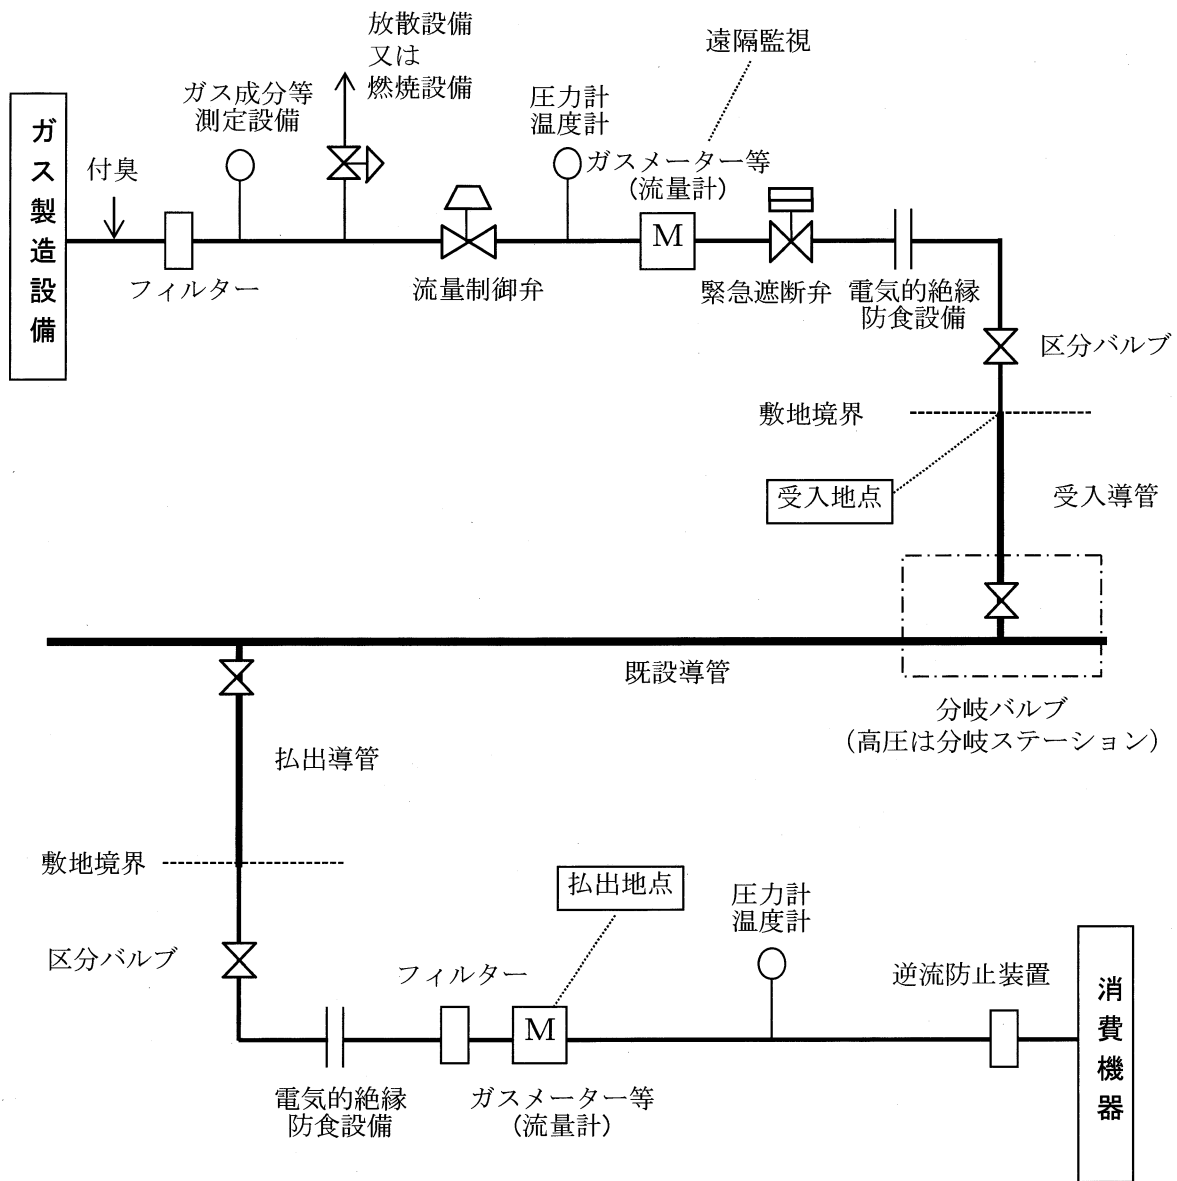 放散設備
又は
燃焼設備
遠隔監視
ガス成分等
測定設備
圧力計
温度計
ガス製造設備
付臭
ガスメーター等
(流量計)
M
フィルター
流量制御弁
緊急遮断弁
電気的絶縁
防食設備
区分バルブ
敷地境界
受入地点
受入導管
既設導管
分岐バルブ
(高圧は分岐ステーション)
払出導管
敷地境界
払出地点
圧力計
温度計
区分バルブ
フィルター
逆流防止装置
消費機器
M
電気的絶縁
防食設備
ガスメーター等
(流量計)